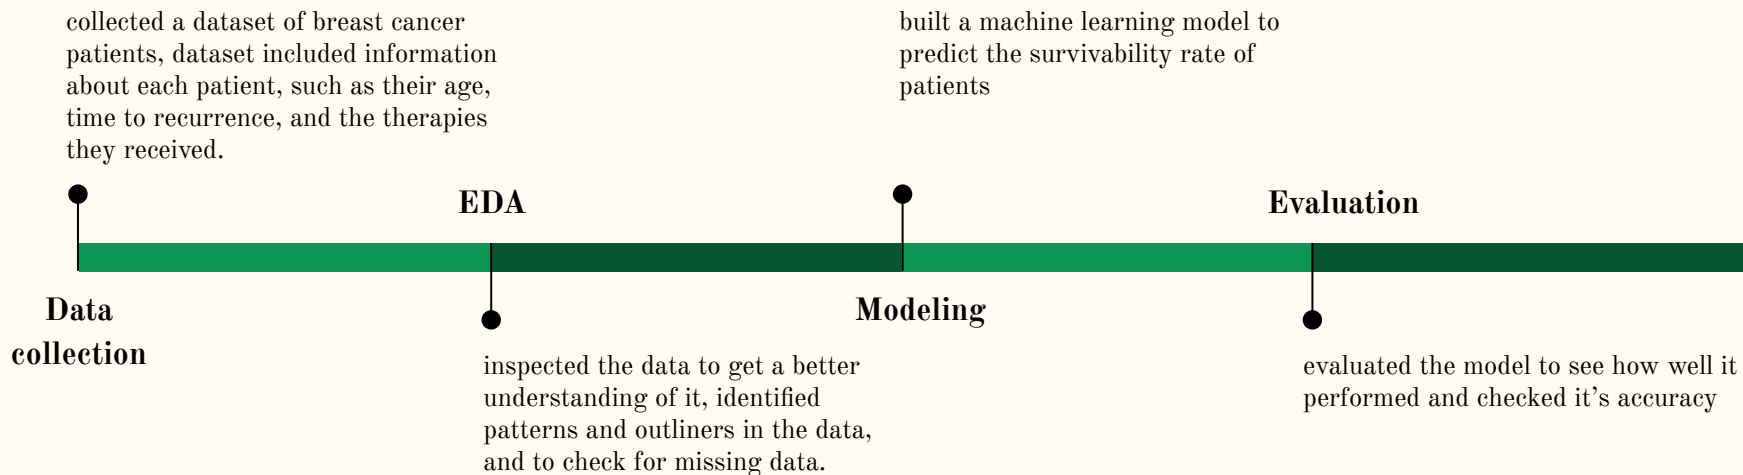 collected a dataset of breast cancer
patients, dataset included information
about each patient, such as their age,
time to recurrence, and the therapies
they received.
Data
collection
EDA
inspected the data to get a better
understanding of it, identified
patterns and outliners in the data,
and to check for missing data.
built a machine learning model to
predict the survivability rate of
patients
Modeling
Evaluation
evaluated the model to see how well it
performed and checked it’s accuracy